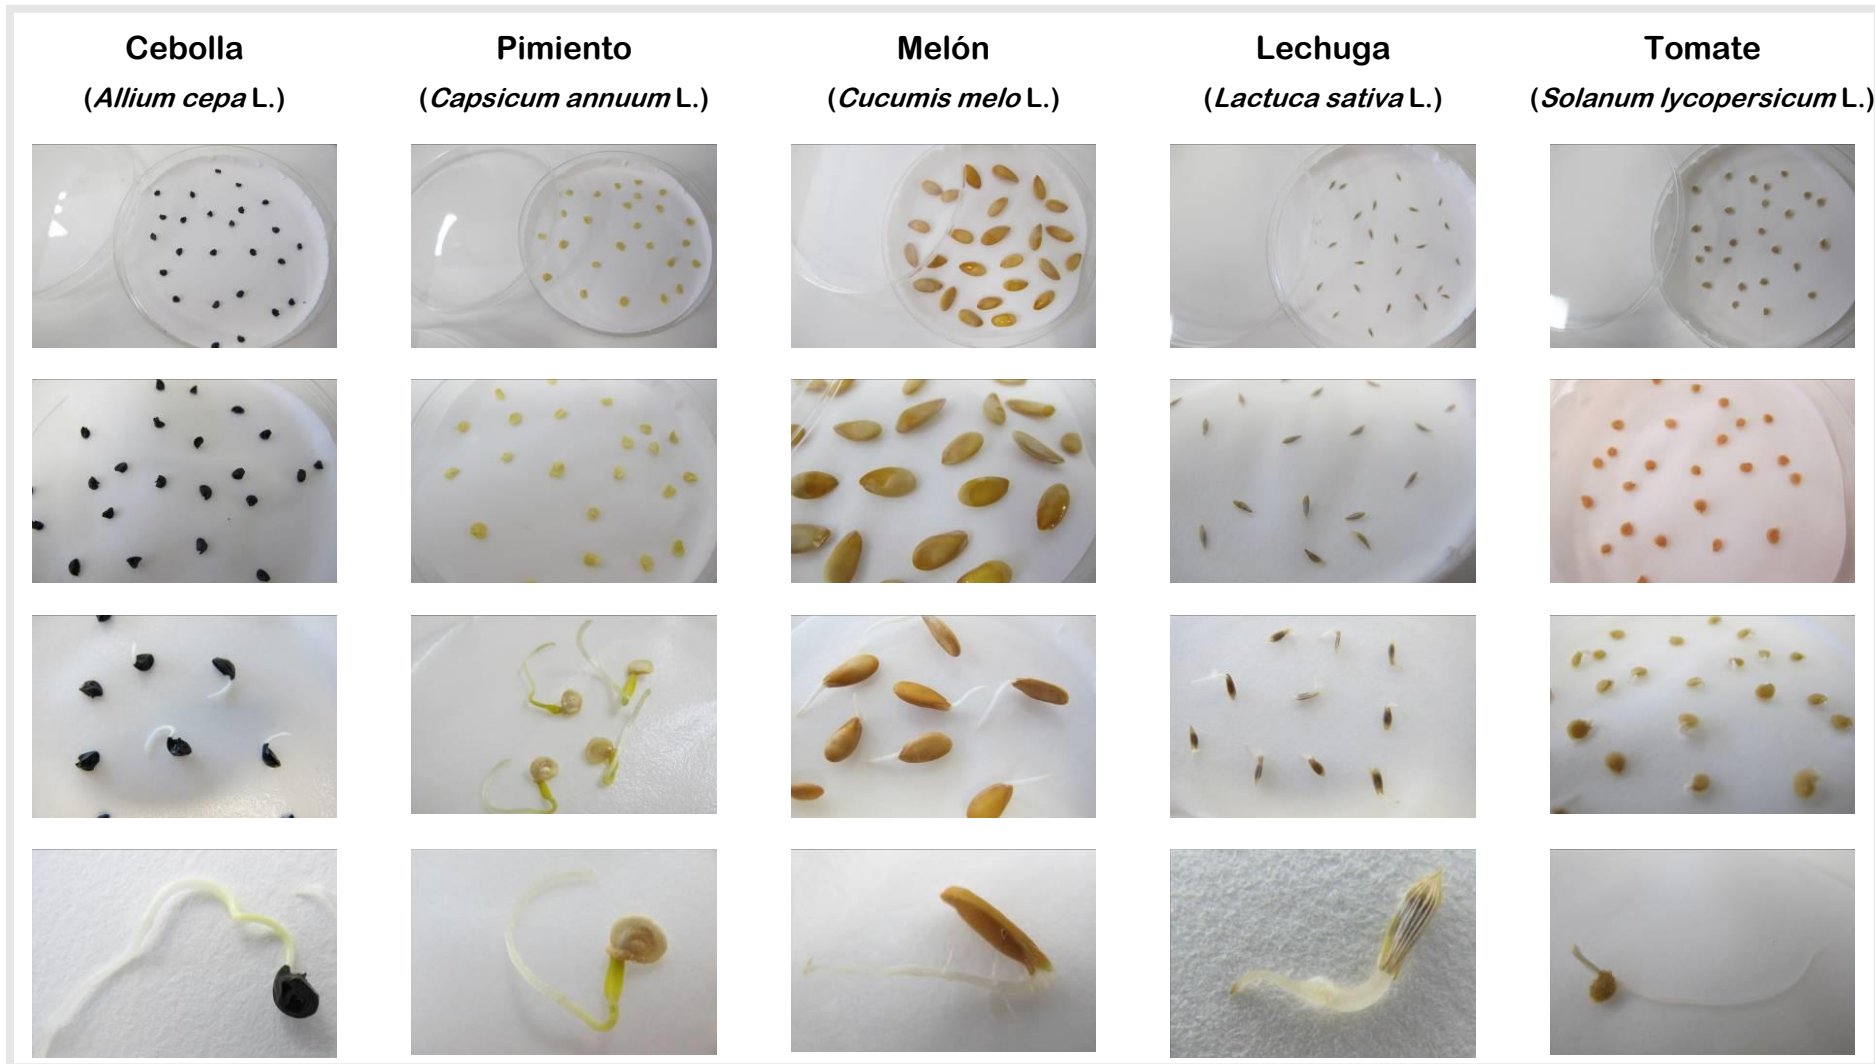 Cebolla
(Allium cepa L.)
Pimiento
(Capsicum annuum L.)
Melón
(Cucumis melo L.)
Lechuga
(Lactuca sativa L.)
Tomate
(Solanum lycopersicum L.)